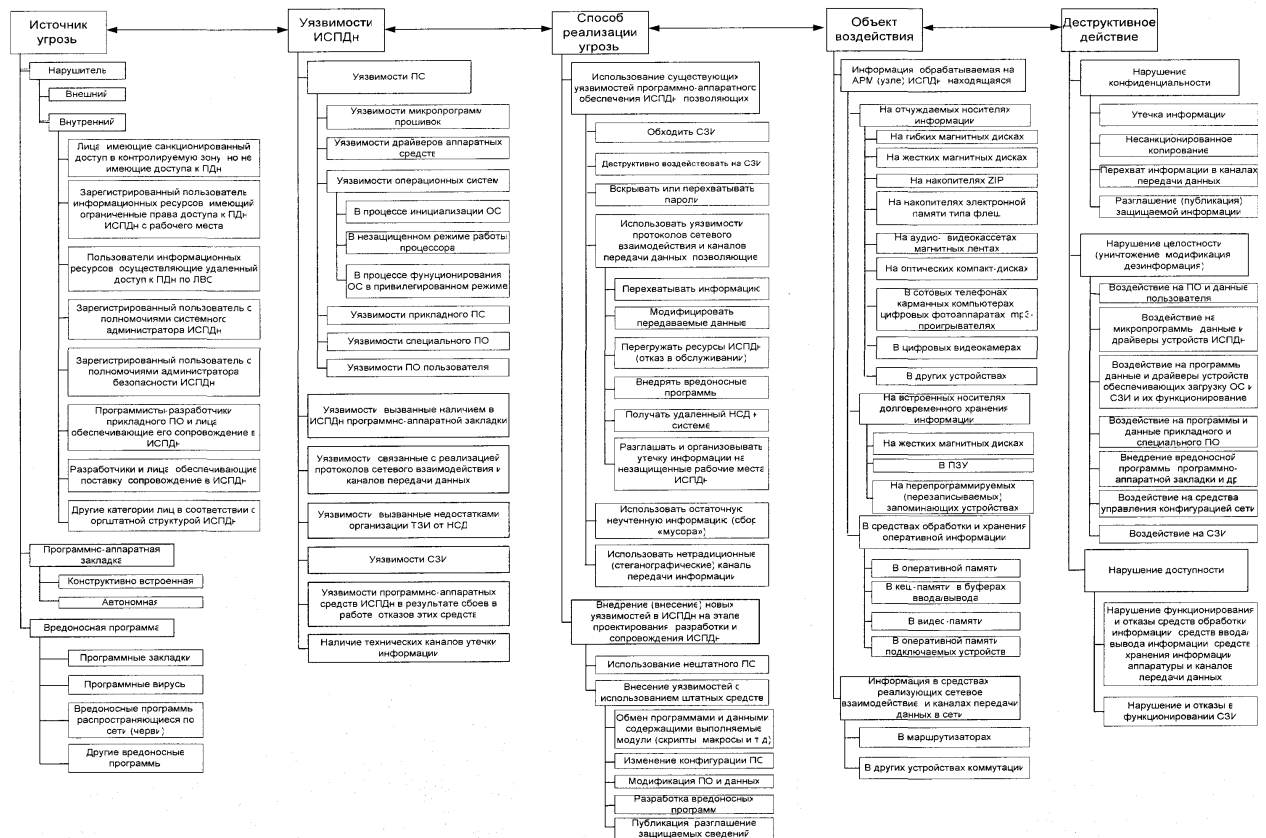 Источник
угрозь
Нарушитель
Внешний
Внутренний
Лица имеющие санкционированный
доступ в контролируемую зону но не
имеющие доступа к ПДн
Зарегистрированный пользователь
информационных ресурсов имеющий
ограниченные права доступа к ПДн
ИСПДн с рабочего места
Пользователи информационных
ресурсов осуществляющие удаленный
доступ к ПДн по ЛВС
Зарегистрированный пользователь с
полномочиями системного
администратора ИСПДн
Зарегистрированный пользователь с
полномочиями администратора
безопасности ИСПДн
Программисты-разработчики
прикладного ПО и лица
обеспечивающие его сопровождение в
ИСПДн
Разработчики и лица обеспечивающие
поставку сопровождение в ИСПДн
Другие категории лиц в соответствии с
оргштатной структурой ИСПДн
Программно-аппаратная
закладка
Конструктивно встроенная
Автономная
Вредоносная программа
Программные закладки
Программные вирусь
Вредоносные программь
распространяющиеся по
сети (черви)
Другие вредоносные
программь
Уязвимости
ИСПДн
Уязвимости ПС
Уязвимости микропрограмм
прошивок
Уязвимости драйверов аппаратных
средств
Уязвимости операционных систем
В процессе инициализации ОС
В незащищенном режиме работы
процессора
В процессе фунуционирования
ОС в привилегированном режиме
Уязвимости прикладного ПС
Уязвимости специального ПО
Уязвимости ПО пользователя
Уязвимости вызванные наличием в
ИСПДн программно-аппаратной закладки
Уязвимости связанные с реализацией
протоколов сетевого взаимодействия и
каналов передачи данных
Уязвимости вызванные недостатками
организации ТЗИ от НСД
Уязвимости СЗИ
Уязвимости программно-аппаратных
средств ИСПДн в результате сбоев в
работе отказов этих средств
Наличие технических каналов утечки
информации
Способ
реализации
угрозь
Использование существующих
уязвимостей программно-аппаратного
обеспечения ИСПДн позволяющих
Обходить СЗИ
Деструктивно воздействовать на СЗИ
Вскрывать или перехватывать
пароли
Использовать уязвимости
протоколов сетевого
взаимодействия и каналов
передачи данных позволяющие
Перехватывать информацию
Модифицировать
передаваемые данные
Перегружать ресурсы ИСПДн
(отказ в обслуживании)
Внедрять вредоносные
программь
Получать удаленный НСД к
системе
Разглашать и организовывать
утечку информации на
незащищенные рабочие места
ИСПДн
Использовать остаточную
неучтенную информацию (сбор
«мусора»)
Использовать нетрадиционные
(стеганографические) каналь
передачи информации
Внедрение (внесение) новых
уязвимостей в ИСПДн на этапе
проектирования разработки и
сопровождения ИСПДн
Использование нештатного ПС
Внесение уязвимостей с
использованием штатных средств
Обмен программами и данными
содержащими выполняемые
модули (скрипты макросы и т д)
Изменение конфигурации ПС
Модификация ПО и данных
Разработка вредоносных
программ
Публикация разглашение
защищаемых сведений
Объект
воздействия
Информация обрабатываемая на
АРМ (узле) ИСПДн находящаяся
На отчуждаемых носителях
информации
На гибких магнитных дисках
На жестких магнитных дисках
На накопителях ZIP
На накопителях электронной
памяти типа флеш
На аудио- видеокассетах
магнитных лентах
На оптических компакт-дисках
В сотовых телефонах
карманных компьютерах
цифровых фотоаппаратах mp3-
проигрывателях
В цифровых видеокамерах
В других устройствах
На встроенных носителях
долговременного хранения
информации
На жестких магнитных дисках
В ПЗУ
На перепрограммируемых
(перезаписываемых)
запоминающих устройствах
В средствах обработки и хранения
оперативной информации
В оперативной памяти
В кеш-памяти в буферах
ввода/вывода
В видео-памяти
В оперативной памяти
подключаемых устройств
Информация в средствах
реализующих сетевое
взаимодействие и каналах передачи
данных в сети
В маршрутизаторах
В других устройствах коммутации
Деструктивное
действие
Нарушение
конфиденциальности
Утечка информации
Несанкционированное
копирование
Перехват информации в каналах
передачи данных
Разглашение (публикация)
защищаемой информации
Нарушение целостности
(уничтожение модификация
дезинформация)
Воздействие на ПО и данные
пользователя
Воздействие на
микропрограммь данные и
драйверы устройств ИСПДн
Воздействие на программь
данные и драйверы устройств
обеспечивающих загрузку ОС и
СЗИ и их функционирование
Воздействие на программы и
данные прикладного и
специального ПО
Внедрение вредоносной
программь программно-
аппаратной закладки и др
Воздействие на средства
управления конфигурацией сети
Воздействие на СЗИ
Нарушение доступности
Нарушение функционирования
и отказы средств обработки
информации средств ввода/
вывода информации средств
хранения информации
аппаратуры и каналов
передачи данных
Нарушение и отказы в
функционировании СЗИ